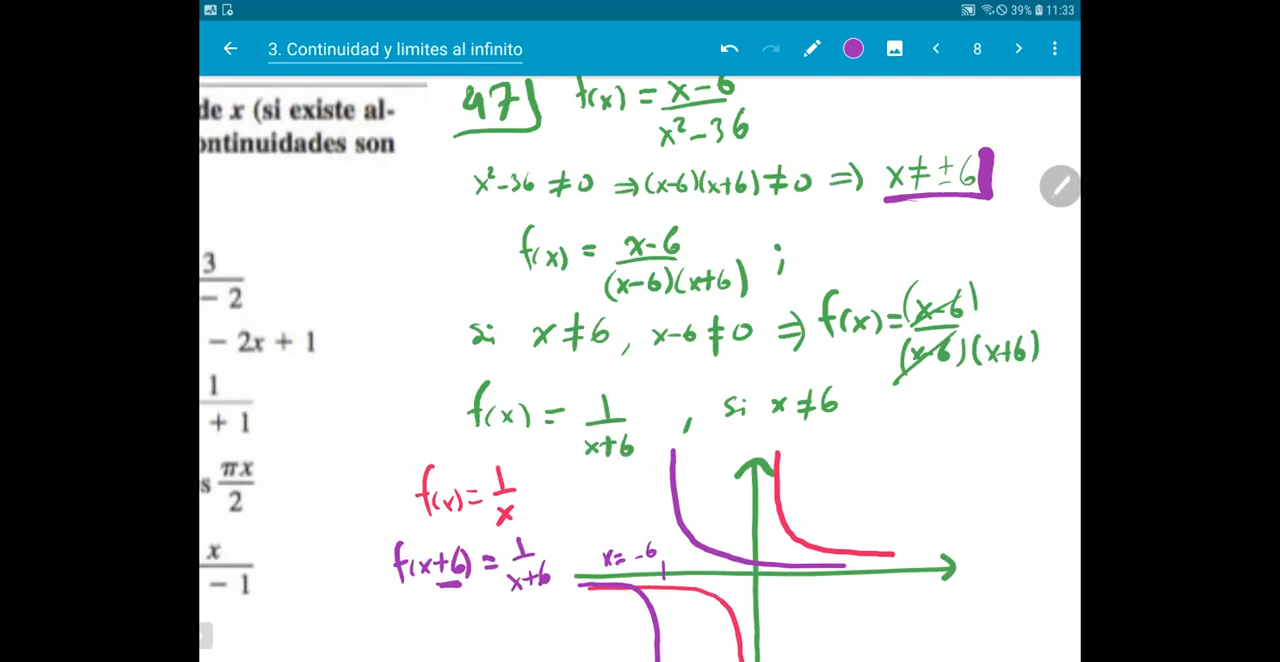 39% 11:33
3. Continuidad y limites al infinito
8
de x (si existe al-
ontinuidades son
3
- 2
- 2x + 1
1
+ 1
s πx
2
x
- 1
47) f(x) = x-6
x²-36
x²-36 ≠ 0 ⇒ (x-6)(x+6) ≠ 0 ⇒ x ≠ ±6
f(x) = x-6 ;
(x-6)(x+6)
si x ≠ 6, x-6 ≠ 0 ⇒ f(x) = (x-6)
(x-6)(x+6)
f(x) = 1 , si x ≠ 6
x+6
f(x) = 1
x
f(x+6) = 1
x+6
x = -6